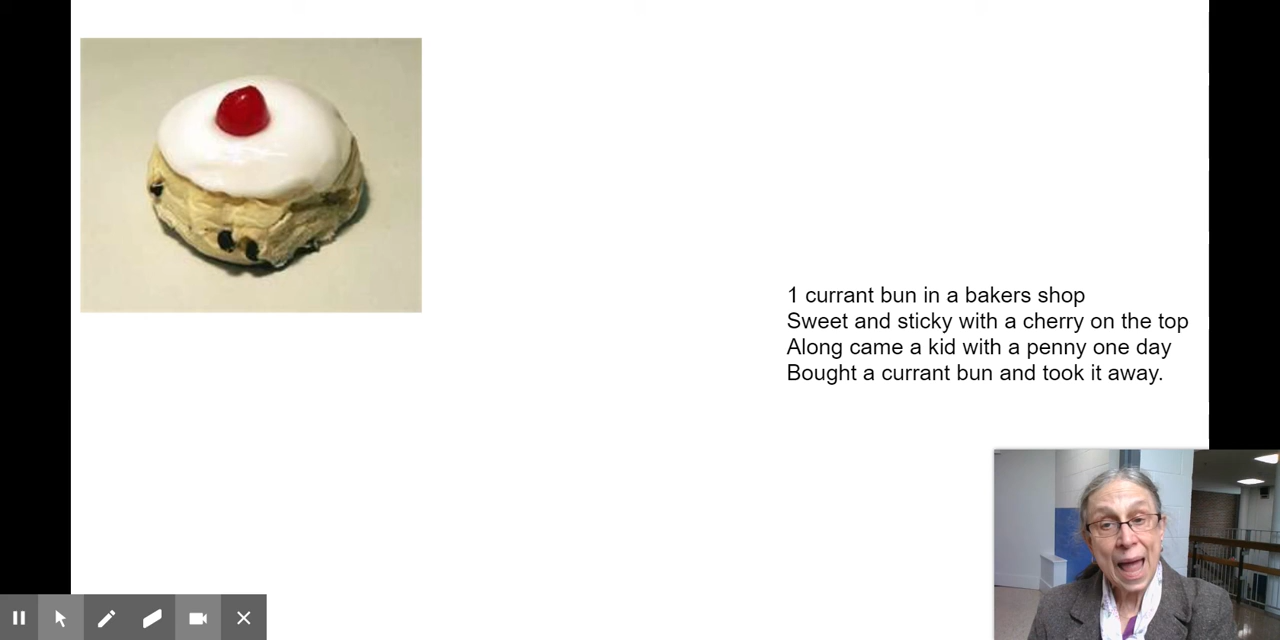 1 currant bun in a bakers shop
Sweet and sticky with a cherry on the top
Along came a kid with a penny one day
Bought a currant bun and took it away.